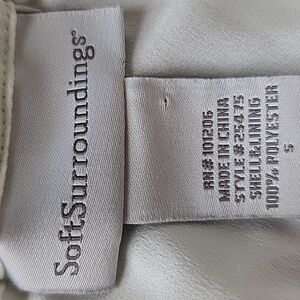 SoftSurroundings®
RN# 101206
MADE IN CHINA
STYLE #25475
SHELL&LINING
100% POLYESTER
S